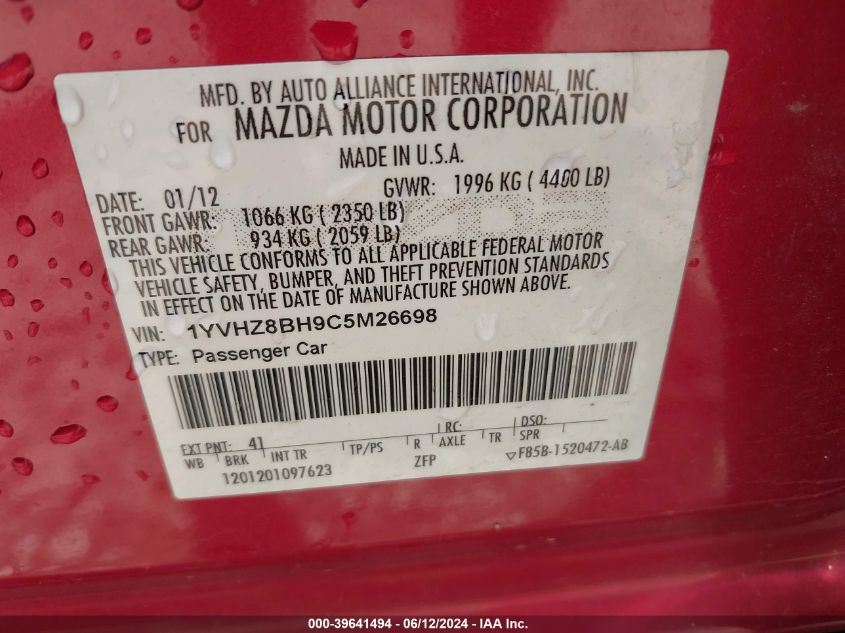 MFD. BY AUTO ALLIANCE INTERNATIONAL, INC.
FOR MAZDA MOTOR CORPORATION
MADE IN U.S.A.
DATE: 01/12 GVWR: 1996 KG ( 4400 LB)
FRONT GAWR: 1066 KG ( 2350 LB)
REAR GAWR: 934 KG ( 2059 LB)
THIS VEHICLE CONFORMS TO ALL APPLICABLE FEDERAL MOTOR
VEHICLE SAFETY, BUMPER, AND THEFT PREVENTION STANDARDS
IN EFFECT ON THE DATE OF MANUFACTURE SHOWN ABOVE.
VIN: 1YVHZ8BH9C5M26698
TYPE: Passenger Car
EXT PNT: 41 RC: DSO:
WB BRK INT TR TP/PS R AXLE TR SPR
1201201097623 ZFP F85B-1520472-AB
000-39641494 - 06/12/2024 - IAA Inc.